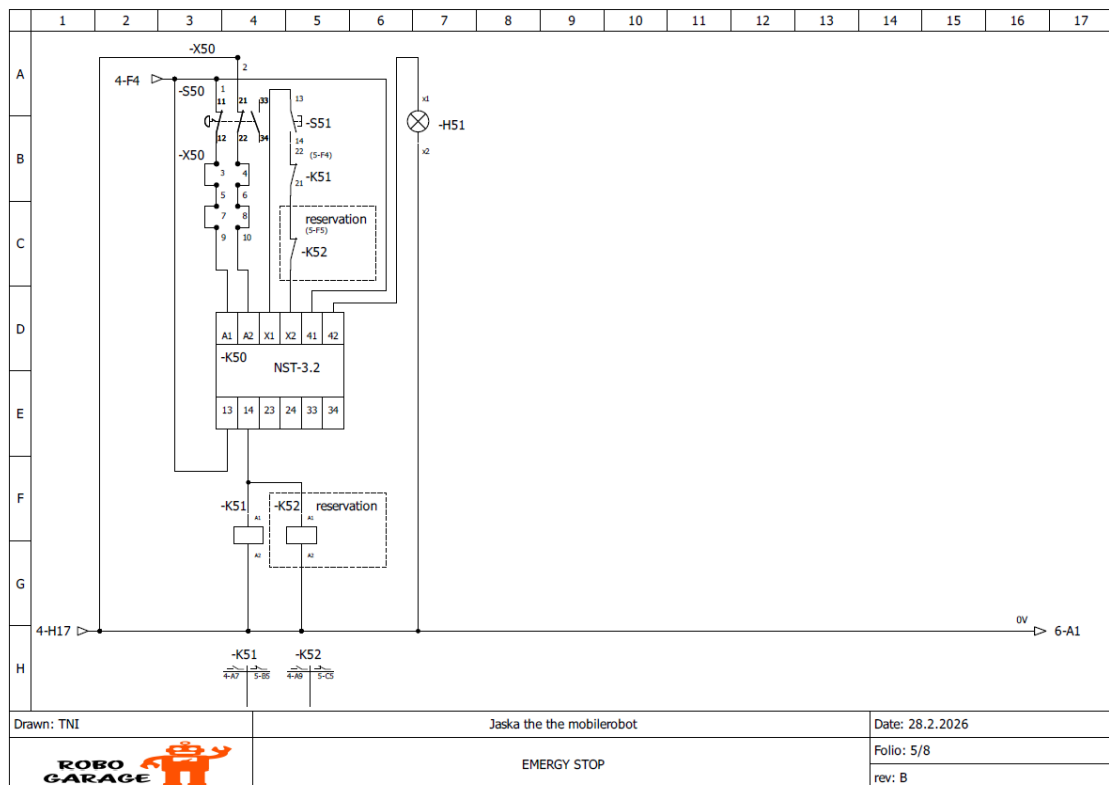 1 2 3 4 5 6 7 8 9 10 11 12 13 14 15 16 17
A
B
C
D
E
F
G
H
-X50
2
4-F4
1
-S50
11 21 33
12 22 34
13
-S51
14
x1
-H51
x2
-X50
3 4
5 6
7 8
9 10
22 (5-F4)
-K51
21
reservation
(5-F5)
-K52
A1 A2 X1 X2 41 42
-K50
NST-3.2
13 14 23 24 33 34
-K51
A1
A2
-K52 reservation
A1
A2
4-H17
0V
6-A1
-K51
4-A7 5-B5
-K52
4-A9 5-C5
Drawn: TNI
Jaska the the mobilerobot
Date: 28.2.2026
ROBO
GARAGE
EMERGY STOP
Folio: 5/8
rev: B